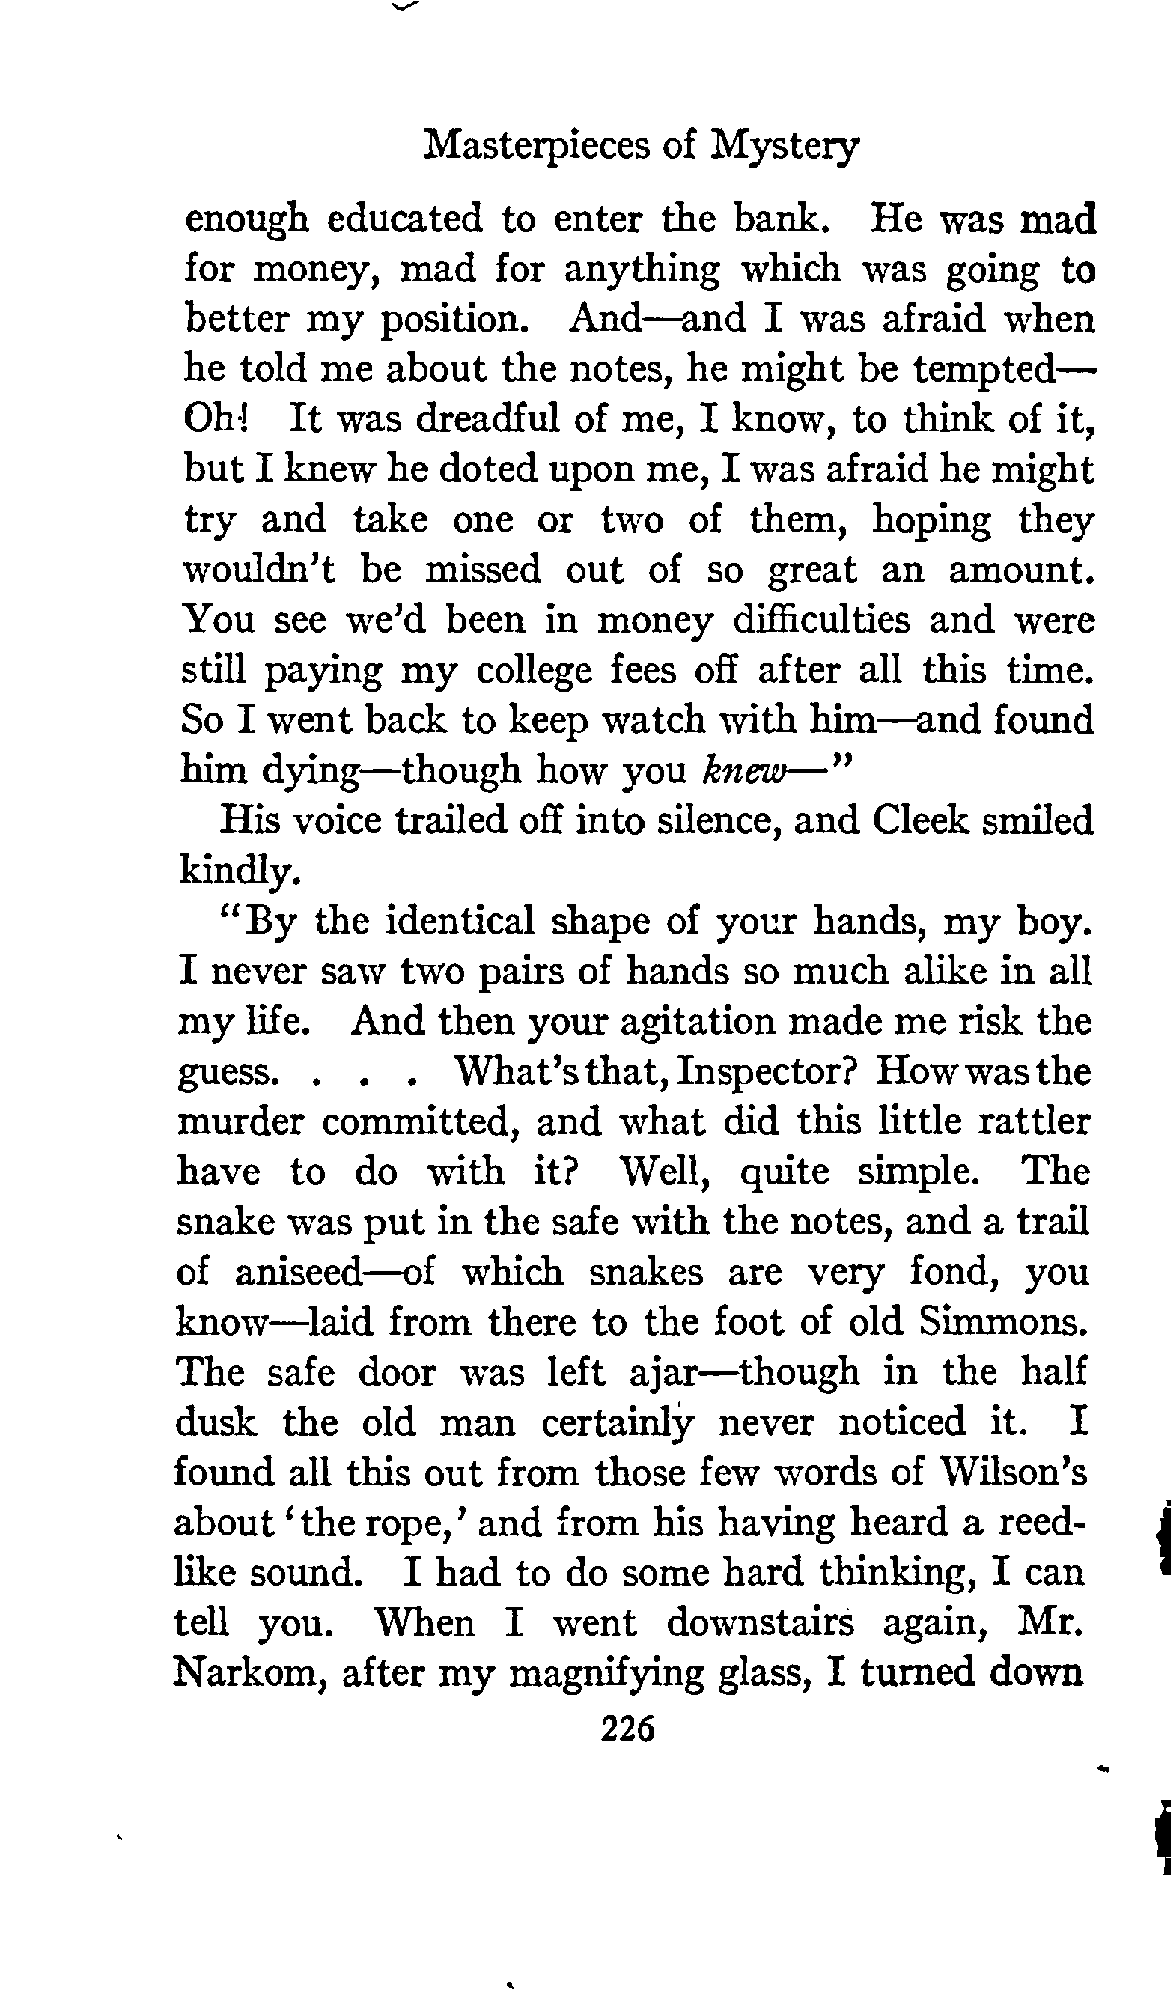 Masterpieces of Mystery
enough educated to enter the bank. He was mad
for money, mad for anything which was going to
better my position. And—and I was afraid when
he told me about the notes, he might be tempted—
Oh! It was dreadful of me, I know, to think of it,
but I knew he doted upon me, I was afraid he might
try and take one or two of them, hoping they
wouldn't be missed out of so great an amount.
You see we'd been in money difficulties and were
still paying my college fees off after all this time.
So I went back to keep watch with him—and found
him dying—though how you knew—"
His voice trailed off into silence, and Cleek smiled
kindly.
"By the identical shape of your hands, my boy.
I never saw two pairs of hands so much alike in all
my life. And then your agitation made me risk the
guess. . . . What's that, Inspector? How was the
murder committed, and what did this little rattler
have to do with it? Well, quite simple. The
snake was put in the safe with the notes, and a trail
of aniseed—of which snakes are very fond, you
know—laid from there to the foot of old Simmons.
The safe door was left ajar—though in the half
dusk the old man certainly never noticed it. I
found all this out from those few words of Wilson's
about 'the rope,' and from his having heard a reed-
like sound. I had to do some hard thinking, I can
tell you. When I went downstairs again, Mr.
Narkom, after my magnifying glass, I turned down
226